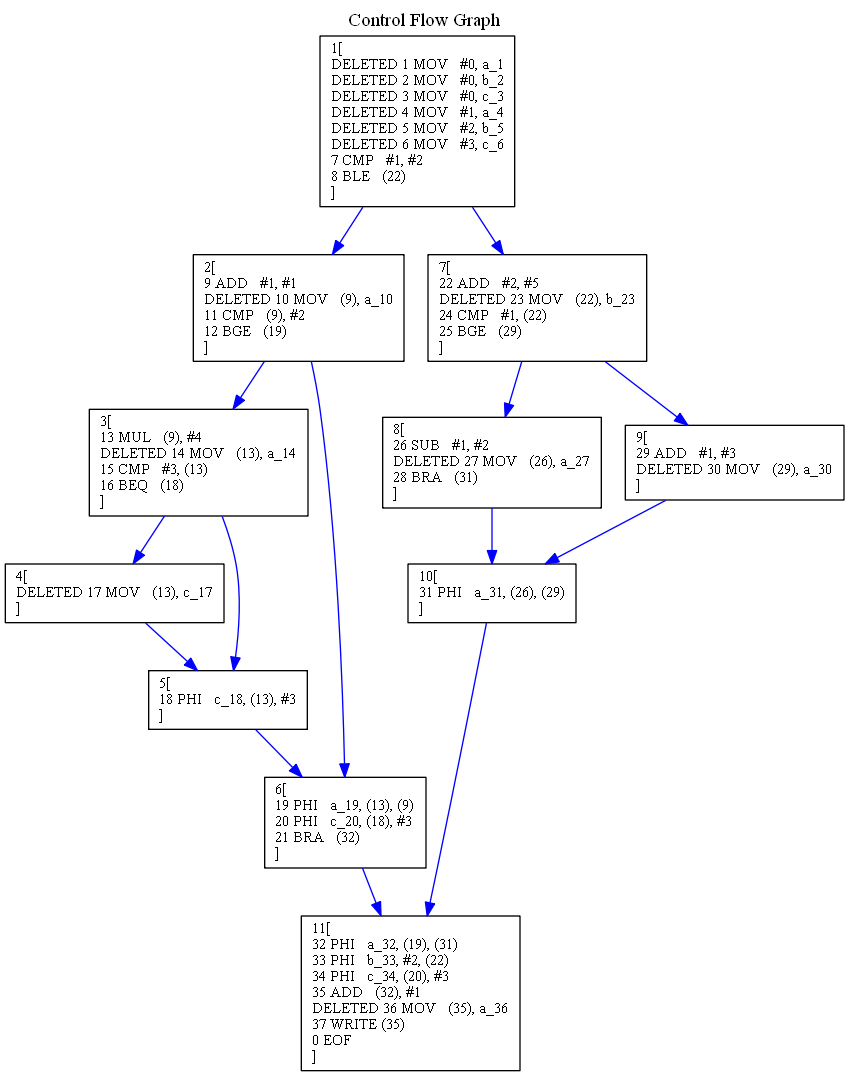 Control Flow Graph
1[
DELETED 1 MOV #0, a_1
DELETED 2 MOV #0, b_2
DELETED 3 MOV #0, c_3
DELETED 4 MOV #1, a_4
DELETED 5 MOV #2, b_5
DELETED 6 MOV #3, c_6
7 CMP #1, #2
8 BLE (22)
]
2[
9 ADD #1, #1
DELETED 10 MOV (9), a_10
11 CMP (9), #2
12 BGE (19)
]
7[
22 ADD #2, #5
DELETED 23 MOV (22), b_23
24 CMP #1, (22)
25 BGE (29)
]
3[
13 MUL (9), #4
DELETED 14 MOV (13), a_14
15 CMP #3, (13)
16 BEQ (18)
]
8[
26 SUB #1, #2
DELETED 27 MOV (26), a_27
28 BRA (31)
]
9[
29 ADD #1, #3
DELETED 30 MOV (29), a_30
]
4[
DELETED 17 MOV (13), c_17
]
10[
31 PHI a_31, (26), (29)
]
5[
18 PHI c_18, (13), #3
]
6[
19 PHI a_19, (13), (9)
20 PHI c_20, (18), #3
21 BRA (32)
]
11[
32 PHI a_32, (19), (31)
33 PHI b_33, #2, (22)
34 PHI c_34, (20), #3
35 ADD (32), #1
DELETED 36 MOV (35), a_36
37 WRITE (35)
0 EOF
]